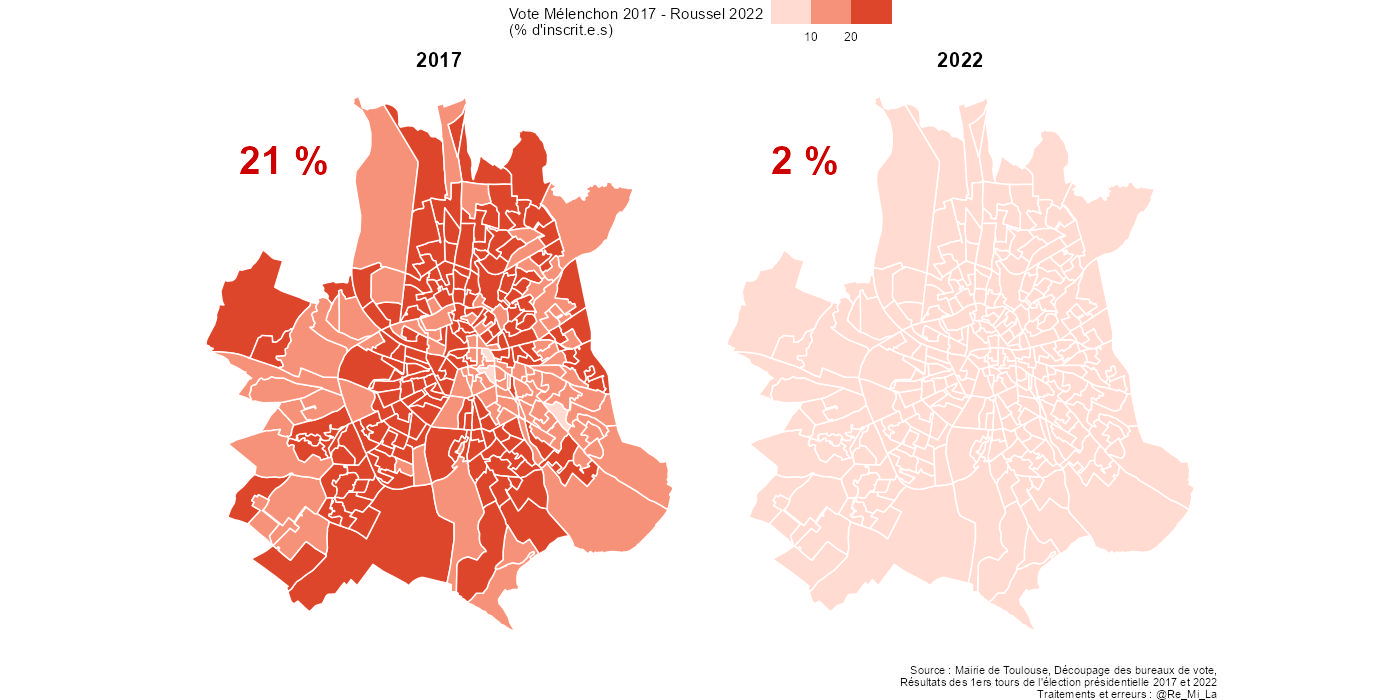 Vote Mélenchon 2017 - Roussel 2022
(% d'inscrit.e.s)
10 20
2017 2022
21 % 2 %
Source : Mairie de Toulouse, Découpage des bureaux de vote,
Résultats des 1ers tours de l'élection présidentielle 2017 et 2022
Traitements et erreurs : @Re_Mi_La